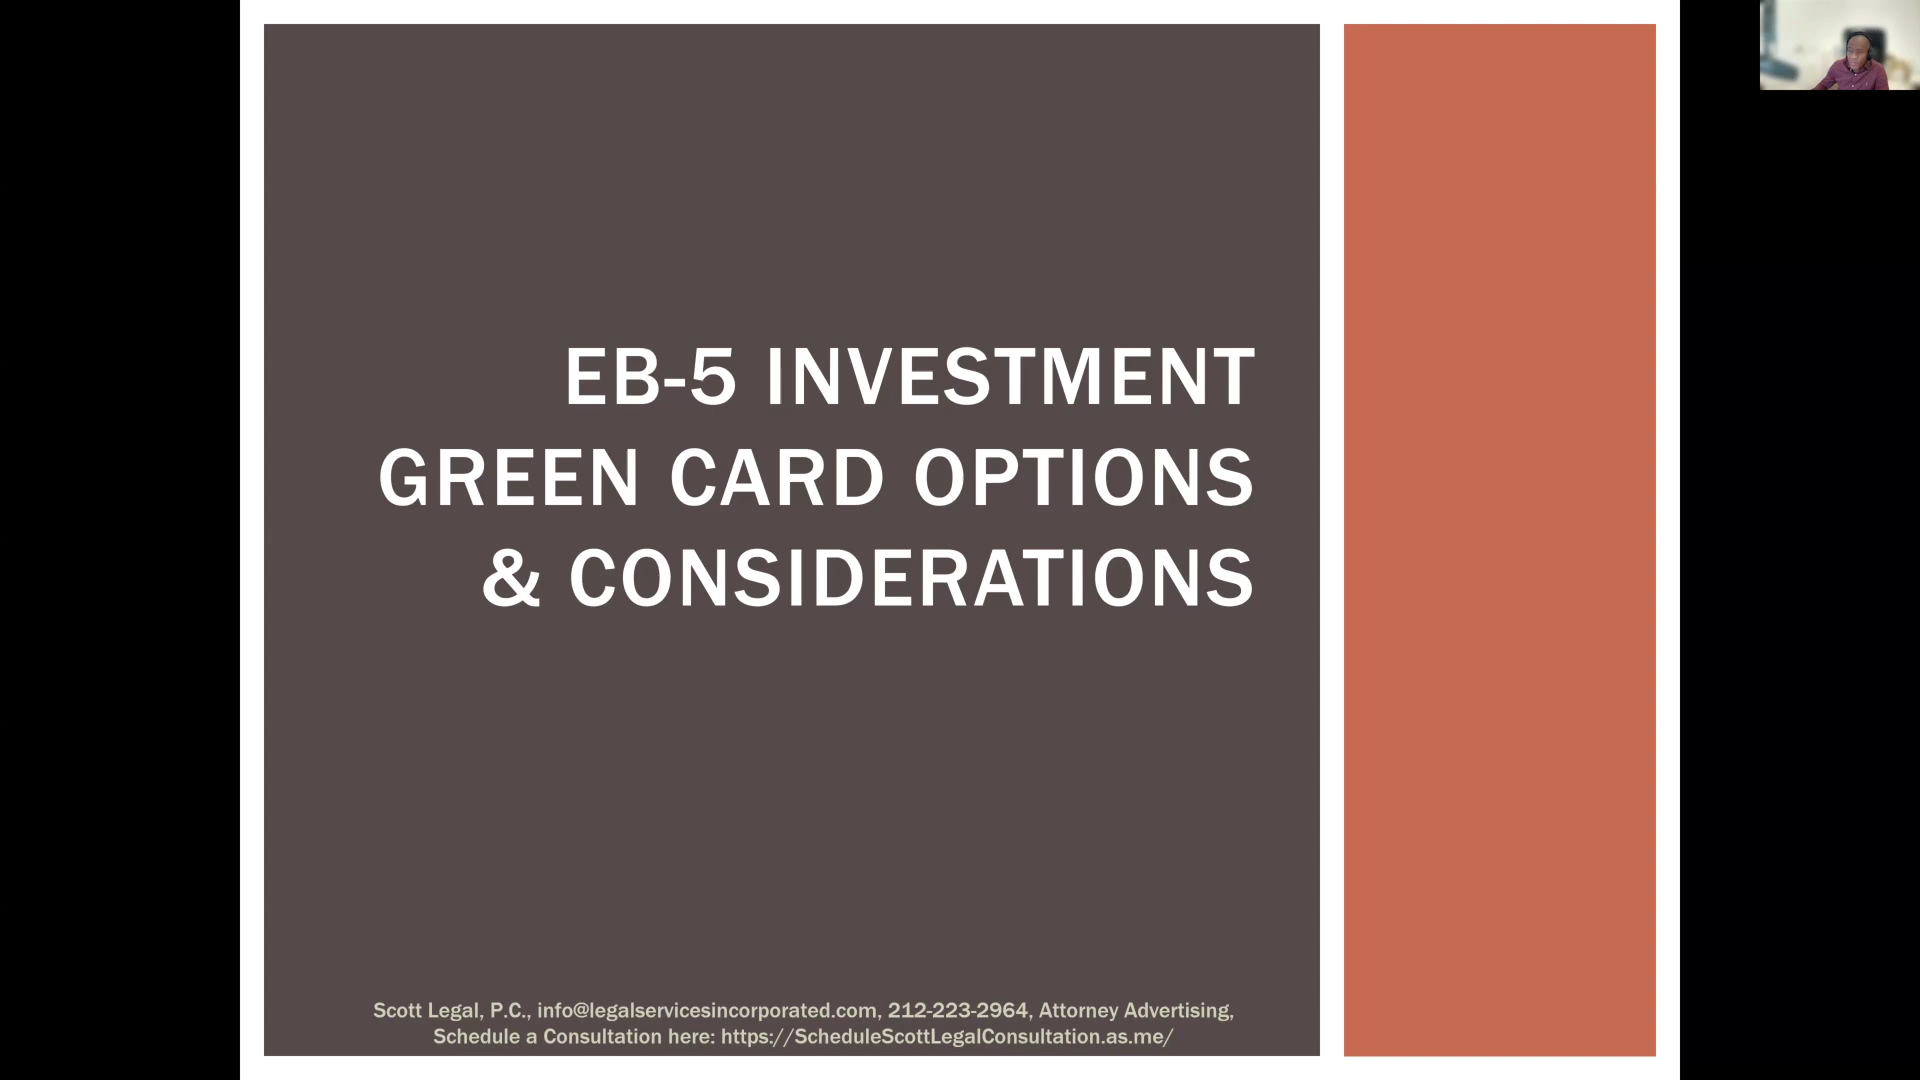 EB-5 INVESTMENT
GREEN CARD OPTIONS
& CONSIDERATIONS
Scott Legal, P.C., info@legalservicesincorporated.com, 212-223-2964, Attorney Advertising,
Schedule a Consultation here: https://ScheduleScottLegalConsultation.as.me/